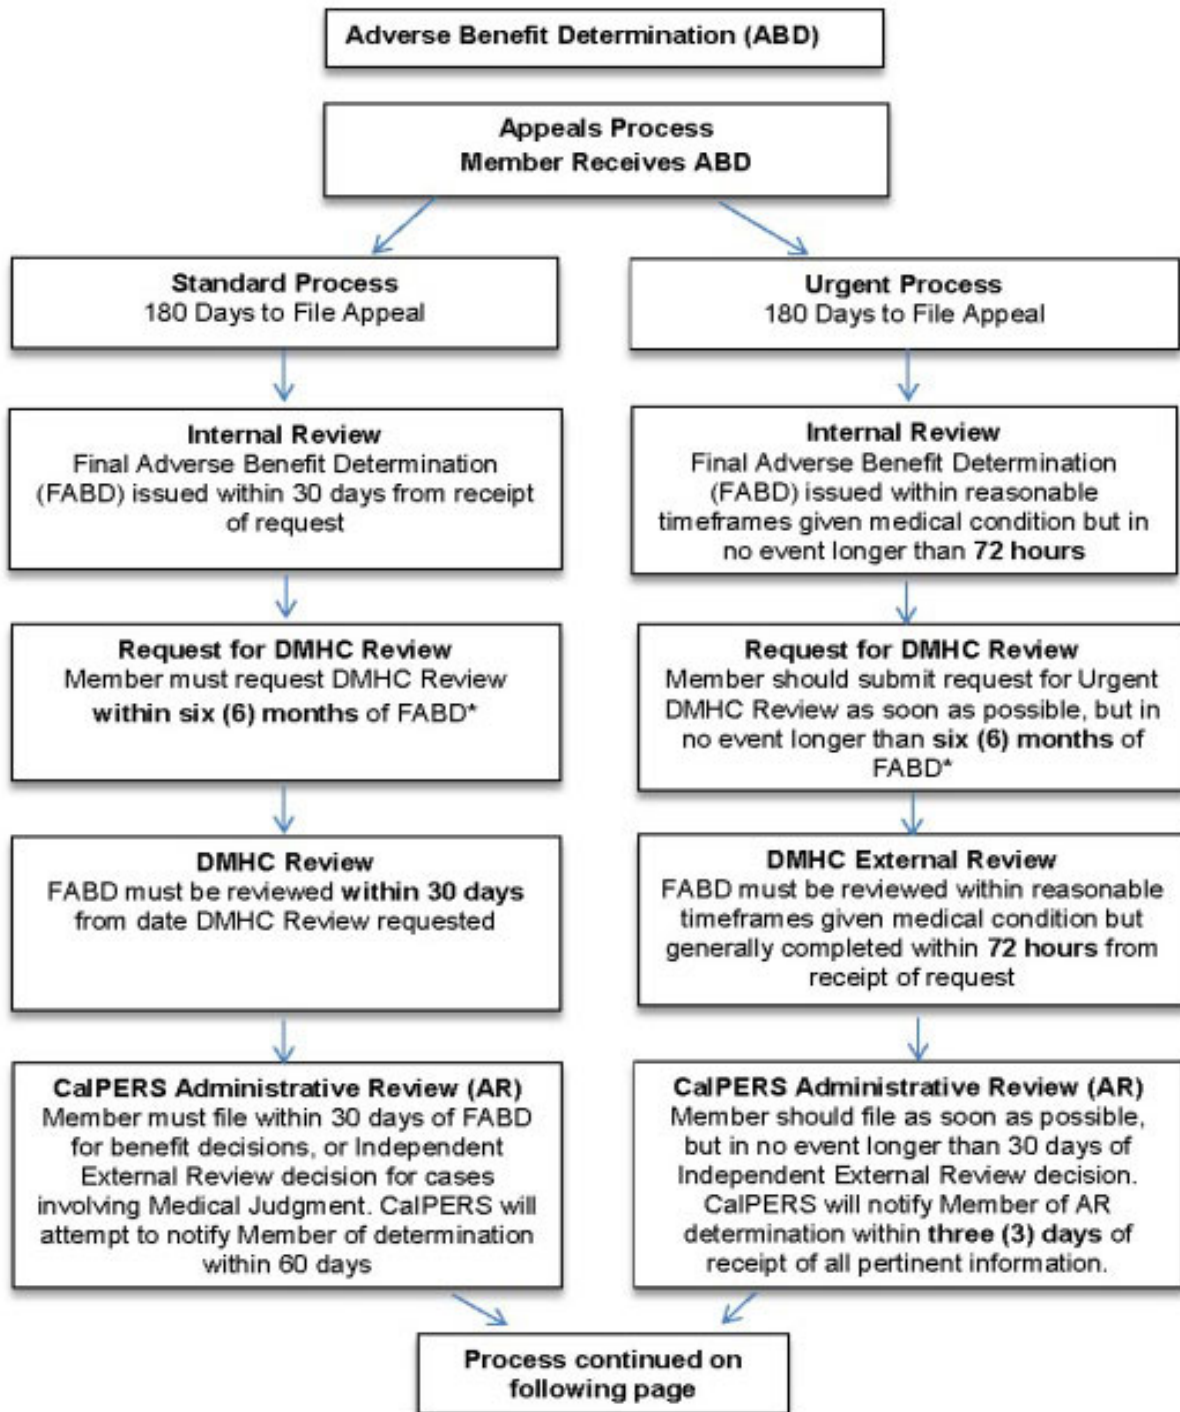 Adverse Benefit Determination (ABD)
Appeals Process
Member Receives ABD
Standard Process
180 Days to File Appeal
Urgent Process
180 Days to File Appeal
Internal Review
Final Adverse Benefit Determination
(FABD) issued within 30 days from receipt
of request
Internal Review
Final Adverse Benefit Determination
(FABD) issued within reasonable
timeframes given medical condition but in
no event longer than 72 hours
Request for DMHC Review
Member must request DMHC Review
within six (6) months of FABD*
Request for DMHC Review
Member should submit request for Urgent
DMHC Review as soon as possible, but in
no event longer than six (6) months of
FABD*
DMHC Review
FABD must be reviewed within 30 days
from date DMHC Review requested
DMHC External Review
FABD must be reviewed within reasonable
timeframes given medical condition but
generally completed within 72 hours from
receipt of request
CalPERS Administrative Review (AR)
Member must file within 30 days of FABD
for benefit decisions, or Independent
External Review decision for cases
involving Medical Judgment. CalPERS will
attempt to notify Member of determination
within 60 days
CalPERS Administrative Review (AR)
Member should file as soon as possible,
but in no event longer than 30 days of
Independent External Review decision.
CalPERS will notify Member of AR
determination within three (3) days of
receipt of all pertinent information.
Process continued on
following page